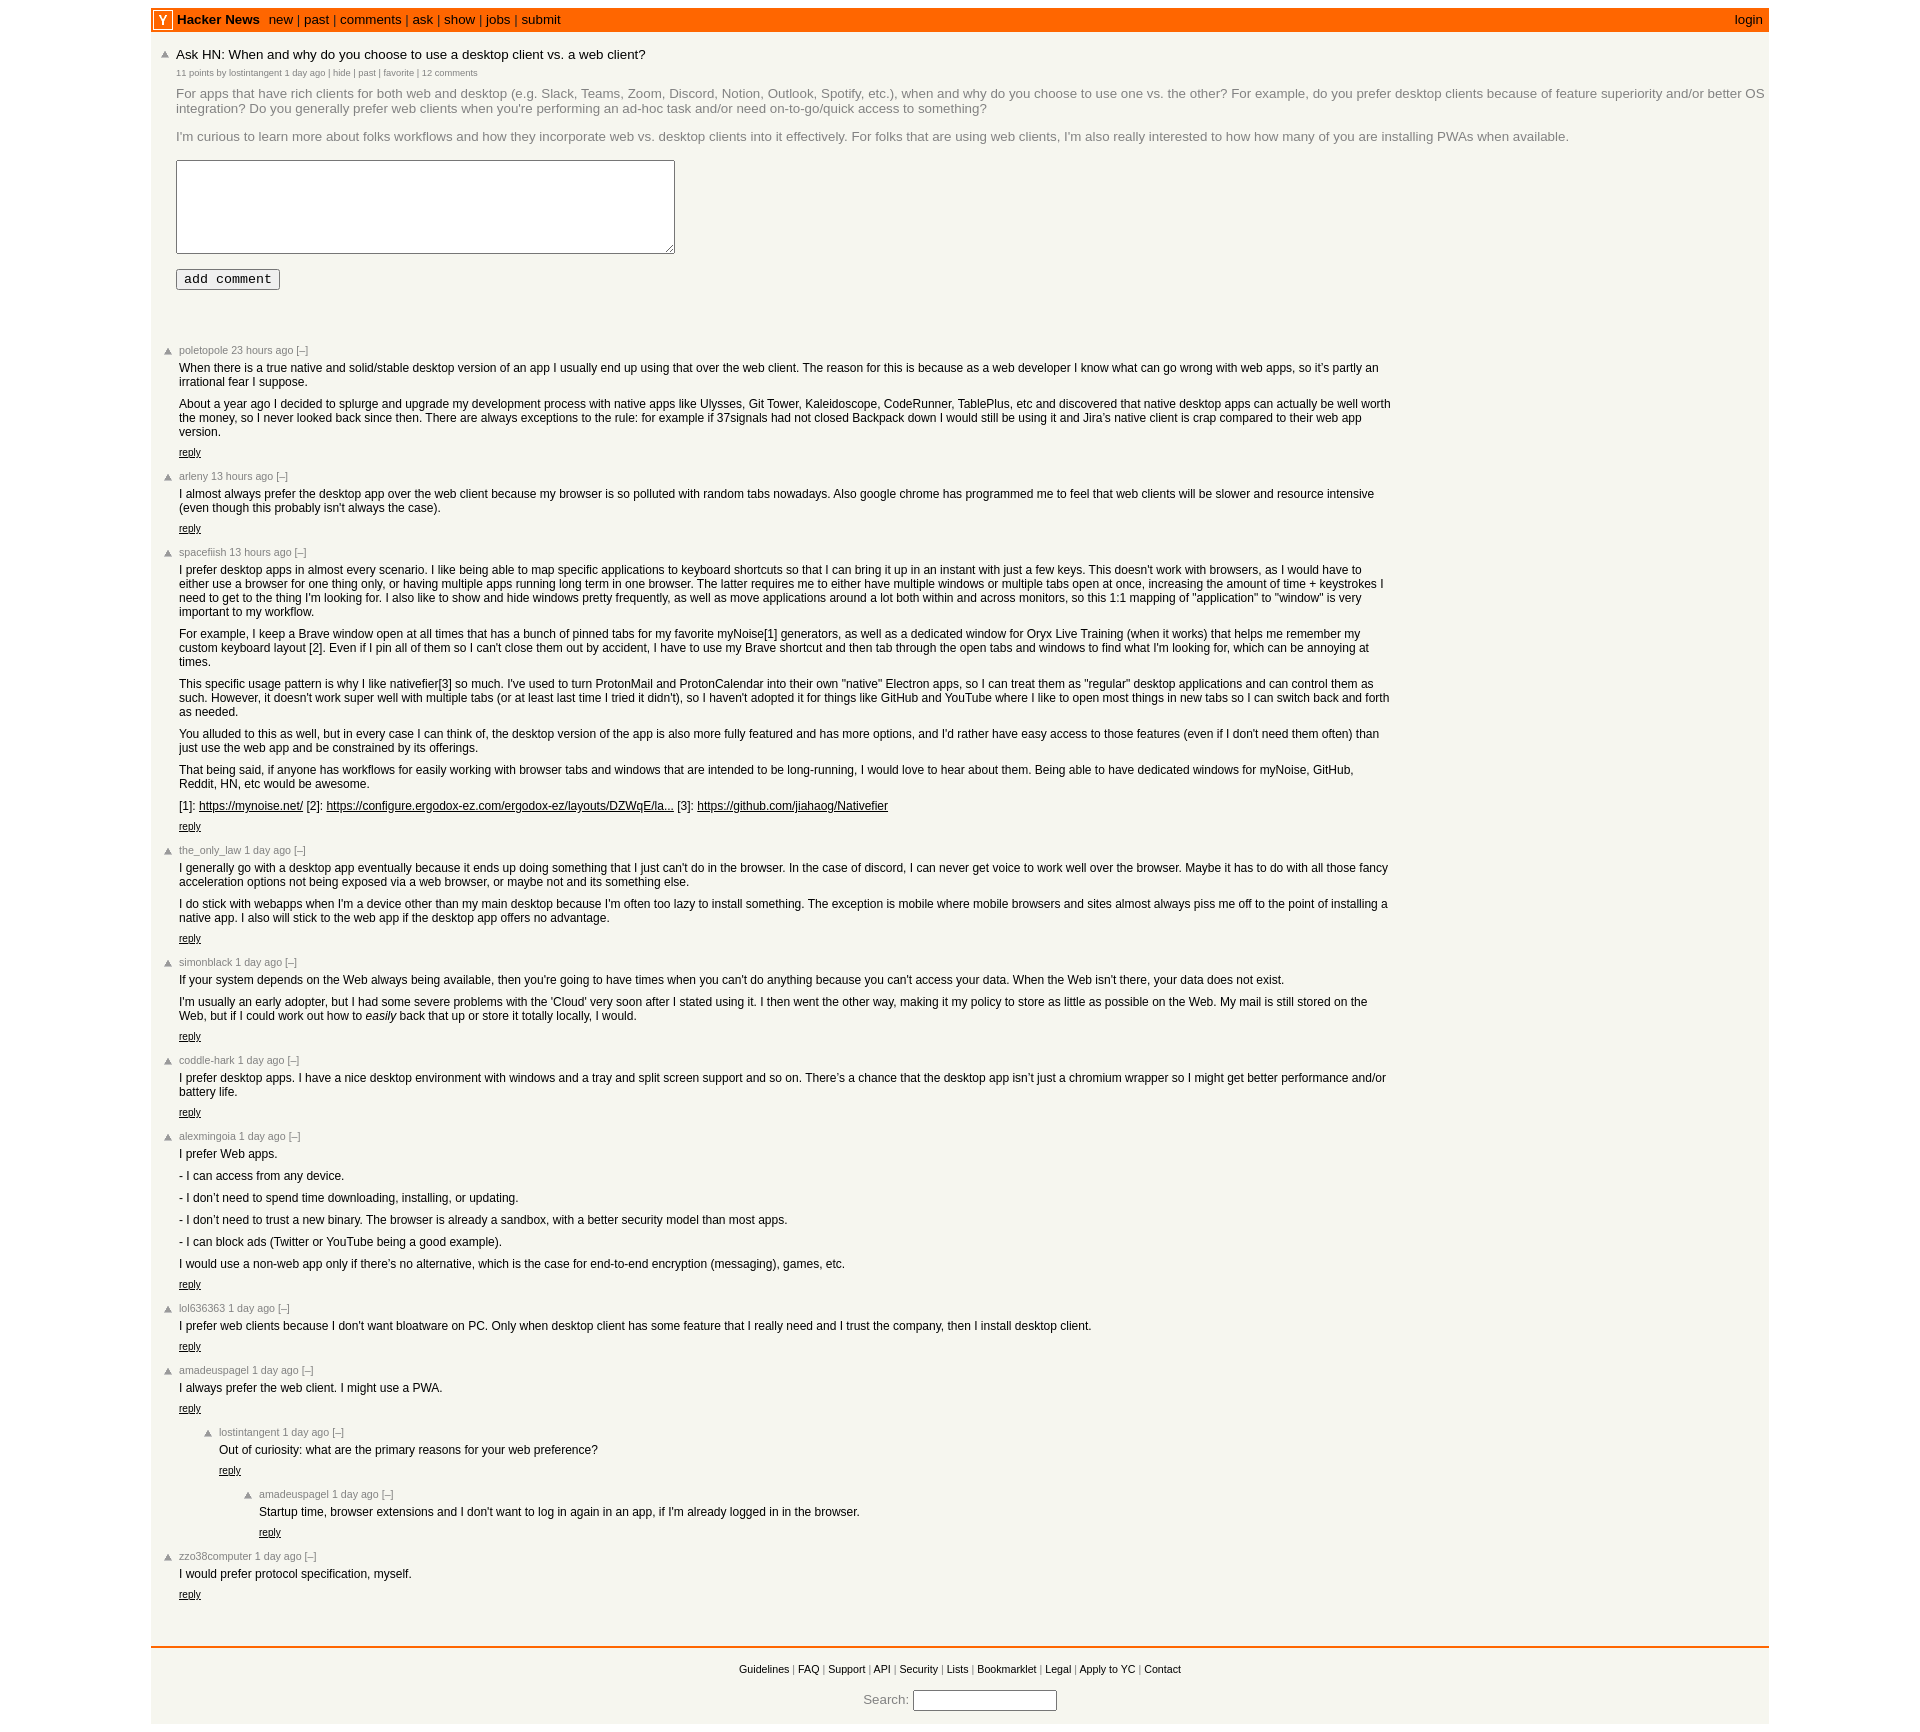 Y Hacker News new | past | comments | ask | show | jobs | submit login
Ask HN: When and why do you choose to use a desktop client vs. a web client?
11 points by lostintangent 1 day ago | hide | past | favorite | 12 comments
For apps that have rich clients for both web and desktop (e.g. Slack, Teams, Zoom, Discord, Notion, Outlook, Spotify, etc.), when and why do you choose to use one vs. the other? For example, do you prefer desktop clients because of feature superiority and/or better OS
integration? Do you generally prefer web clients when you're performing an ad-hoc task and/or need on-to-go/quick access to something?
I'm curious to learn more about folks workflows and how they incorporate web vs. desktop clients into it effectively. For folks that are using web clients, I'm also really interested to how how many of you are installing PWAs when available.
add comment
poletopole 23 hours ago [–]
When there is a true native and solid/stable desktop version of an app I usually end up using that over the web client. The reason for this is because as a web developer I know what can go wrong with web apps, so it’s partly an
irrational fear I suppose.
About a year ago I decided to splurge and upgrade my development process with native apps like Ulysses, Git Tower, Kaleidoscope, CodeRunner, TablePlus, etc and discovered that native desktop apps can actually be well worth
the money, so I never looked back since then. There are always exceptions to the rule: for example if 37signals had not closed Backpack down I would still be using it and Jira’s native client is crap compared to their web app
version.
reply
arleny 13 hours ago [–]
I almost always prefer the desktop app over the web client because my browser is so polluted with random tabs nowadays. Also google chrome has programmed me to feel that web clients will be slower and resource intensive
(even though this probably isn't always the case).
reply
spacefiish 13 hours ago [–]
I prefer desktop apps in almost every scenario. I like being able to map specific applications to keyboard shortcuts so that I can bring it up in an instant with just a few keys. This doesn't work with browsers, as I would have to
either use a browser for one thing only, or having multiple apps running long term in one browser. The latter requires me to either have multiple windows or multiple tabs open at once, increasing the amount of time + keystrokes I
need to get to the thing I'm looking for. I also like to show and hide windows pretty frequently, as well as move applications around a lot both within and across monitors, so this 1:1 mapping of "application" to "window" is very
important to my workflow.
For example, I keep a Brave window open at all times that has a bunch of pinned tabs for my favorite myNoise[1] generators, as well as a dedicated window for Oryx Live Training (when it works) that helps me remember my
custom keyboard layout [2]. Even if I pin all of them so I can't close them out by accident, I have to use my Brave shortcut and then tab through the open tabs and windows to find what I'm looking for, which can be annoying at
times.
This specific usage pattern is why I like nativefier[3] so much. I've used to turn ProtonMail and ProtonCalendar into their own "native" Electron apps, so I can treat them as "regular" desktop applications and can control them as
such. However, it doesn't work super well with multiple tabs (or at least last time I tried it didn't), so I haven't adopted it for things like GitHub and YouTube where I like to open most things in new tabs so I can switch back and forth
as needed.
You alluded to this as well, but in every case I can think of, the desktop version of the app is also more fully featured and has more options, and I'd rather have easy access to those features (even if I don't need them often) than
just use the web app and be constrained by its offerings.
That being said, if anyone has workflows for easily working with browser tabs and windows that are intended to be long-running, I would love to hear about them. Being able to have dedicated windows for myNoise, GitHub,
Reddit, HN, etc would be awesome.
[1]: https://mynoise.net/ [2]: https://configure.ergodox-ez.com/ergodox-ez/layouts/DZWqE/la... [3]: https://github.com/jiahaog/Nativefier
reply
the_only_law 1 day ago [–]
I generally go with a desktop app eventually because it ends up doing something that I just can't do in the browser. In the case of discord, I can never get voice to work well over the browser. Maybe it has to do with all those fancy
acceleration options not being exposed via a web browser, or maybe not and its something else.
I do stick with webapps when I'm a device other than my main desktop because I'm often too lazy to install something. The exception is mobile where mobile browsers and sites almost always piss me off to the point of installing a
native app. I also will stick to the web app if the desktop app offers no advantage.
reply
simonblack 1 day ago [–]
If your system depends on the Web always being available, then you're going to have times when you can't do anything because you can't access your data. When the Web isn't there, your data does not exist.
I'm usually an early adopter, but I had some severe problems with the 'Cloud' very soon after I stated using it. I then went the other way, making it my policy to store as little as possible on the Web. My mail is still stored on the
Web, but if I could work out how to easily back that up or store it totally locally, I would.
reply
coddle-hark 1 day ago [–]
I prefer desktop apps. I have a nice desktop environment with windows and a tray and split screen support and so on. There’s a chance that the desktop app isn’t just a chromium wrapper so I might get better performance and/or
battery life.
reply
alexmingoia 1 day ago [–]
I prefer Web apps.
- I can access from any device.
- I don’t need to spend time downloading, installing, or updating.
- I don’t need to trust a new binary. The browser is already a sandbox, with a better security model than most apps.
- I can block ads (Twitter or YouTube being a good example).
I would use a non-web app only if there’s no alternative, which is the case for end-to-end encryption (messaging), games, etc.
reply
lol636363 1 day ago [–]
I prefer web clients because I don't want bloatware on PC. Only when desktop client has some feature that I really need and I trust the company, then I install desktop client.
reply
amadeuspagel 1 day ago [–]
I always prefer the web client. I might use a PWA.
reply
lostintangent 1 day ago [–]
Out of curiosity: what are the primary reasons for your web preference?
reply
amadeuspagel 1 day ago [–]
Startup time, browser extensions and I don't want to log in again in an app, if I'm already logged in in the browser.
reply
zzo38computer 1 day ago [–]
I would prefer protocol specification, myself.
reply
Guidelines | FAQ | Support | API | Security | Lists | Bookmarklet | Legal | Apply to YC | Contact
Search: